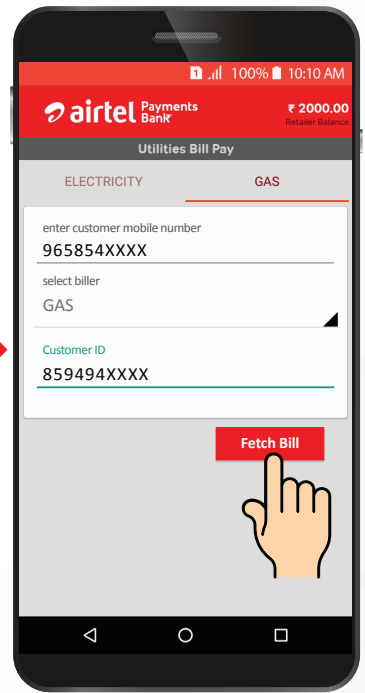 1 100% 10:10 AM
airtel Payments Bank
₹ 2000.00
Retailer Balance
Utilities Bill Pay
ELECTRICITY GAS
enter customer mobile number
965854XXXX
select biller
GAS
Customer ID
859494XXXX
Fetch Bill